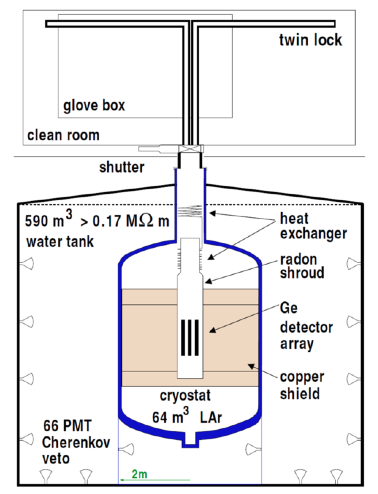 twin lock
glove box
clean room
shutter
590 m³ > 0.17 MΩ m
water tank
heat
exchanger
radon
shroud
Ge
detector
array
copper
shield
cryostat
64 m³ LAr
66 PMT
Cherenkov
veto
2m